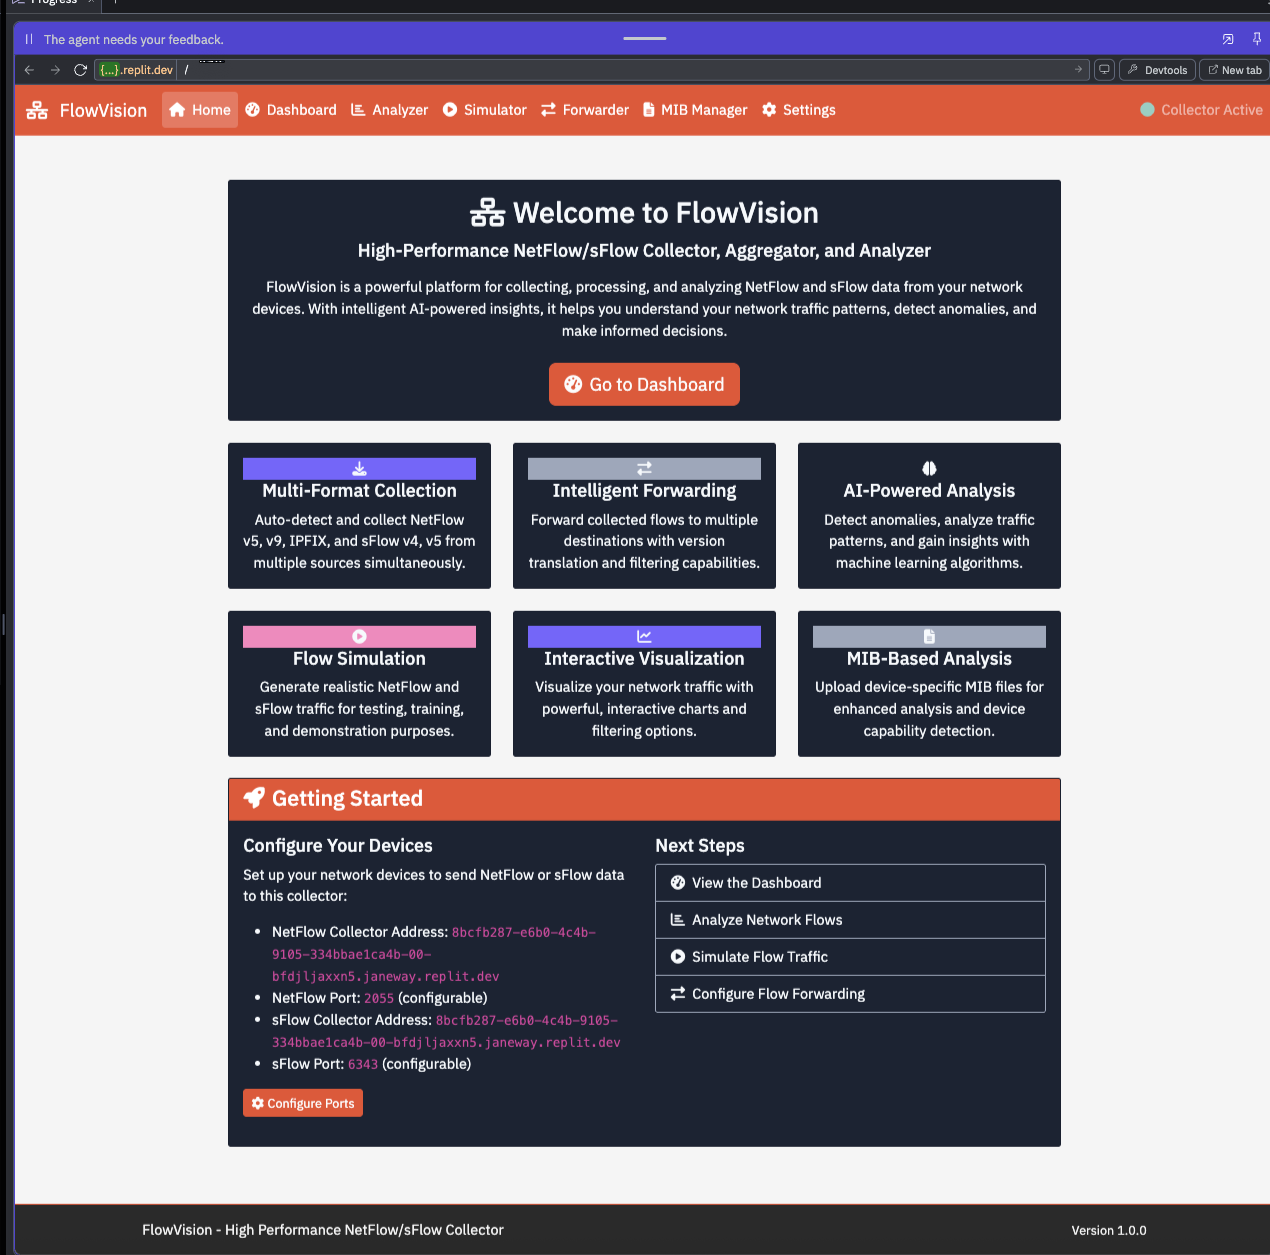 Progress
The agent needs your feedback.
{...}.replit.dev /
Devtools
New tab
FlowVision
Home
Dashboard
Analyzer
Simulator
Forwarder
MIB Manager
Settings
Collector Active
Welcome to FlowVision
High-Performance NetFlow/sFlow Collector, Aggregator, and Analyzer
FlowVision is a powerful platform for collecting, processing, and analyzing NetFlow and sFlow data from your network
devices. With intelligent AI-powered insights, it helps you understand your network traffic patterns, detect anomalies, and
make informed decisions.
Go to Dashboard
Multi-Format Collection
Auto-detect and collect NetFlow
v5, v9, IPFIX, and sFlow v4, v5 from
multiple sources simultaneously.
Intelligent Forwarding
Forward collected flows to multiple
destinations with version
translation and filtering capabilities.
AI-Powered Analysis
Detect anomalies, analyze traffic
patterns, and gain insights with
machine learning algorithms.
Flow Simulation
Generate realistic NetFlow and
sFlow traffic for testing, training,
and demonstration purposes.
Interactive Visualization
Visualize your network traffic with
powerful, interactive charts and
filtering options.
MIB-Based Analysis
Upload device-specific MIB files for
enhanced analysis and device
capability detection.
Getting Started
Configure Your Devices
Set up your network devices to send NetFlow or sFlow data
to this collector:
• NetFlow Collector Address: 8bcfb287-e6b0-4c4b-
9105-334bbae1ca4b-00-
bfdjljaxxn5.janeway.replit.dev
• NetFlow Port: 2055 (configurable)
• sFlow Collector Address: 8bcfb287-e6b0-4c4b-9105-
334bbae1ca4b-00-bfdjljaxxn5.janeway.replit.dev
• sFlow Port: 6343 (configurable)
Configure Ports
Next Steps
View the Dashboard
Analyze Network Flows
Simulate Flow Traffic
Configure Flow Forwarding
FlowVision - High Performance NetFlow/sFlow Collector
Version 1.0.0